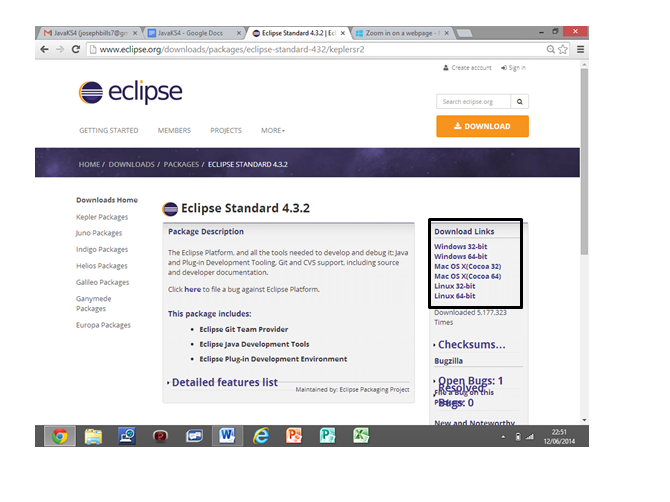 JavaKS4 (josephbills7@gm
JavaKS4 - Google Docs
Eclipse Standard 4.3.2 | Ecl
Zoom in on a webpage -
www.eclipse.org/downloads/packages/eclipse-standard-432/keplersr2
Create account
Sign in
eclipse
Search eclipse.org
DOWNLOAD
GETTING STARTED MEMBERS PROJECTS MORE
HOME / DOWNLOADS / PACKAGES / ECLIPSE STANDARD 4.3.2
Downloads Home
Kepler Packages
Juno Packages
Indigo Packages
Helios Packages
Galileo Packages
Ganymede
Packages
Europa Packages
Eclipse Standard 4.3.2
Package Description
The Eclipse Platform, and all the tools needed to develop and debug it: Java
and Plug-in Development Tooling, Git and CVS support, including source
and developer documentation.
Click here to file a bug against Eclipse Platform.
This package includes:
Eclipse Git Team Provider
Eclipse Java Development Tools
Eclipse Plug-in Development Environment
Detailed features list
Maintained by: Eclipse Packaging Project
Download Links
Windows 32-bit
Windows 64-bit
Mac OS X(Cocoa 32)
Mac OS X(Cocoa 64)
Linux 32-bit
Linux 64-bit
Downloaded 5,177,323
Times
Checksums...
Bugzilla
Open Bugs: 1
Resolved
Bugs: 0
File a Bug on this
New and Noteworthy
22:51
12/06/2014